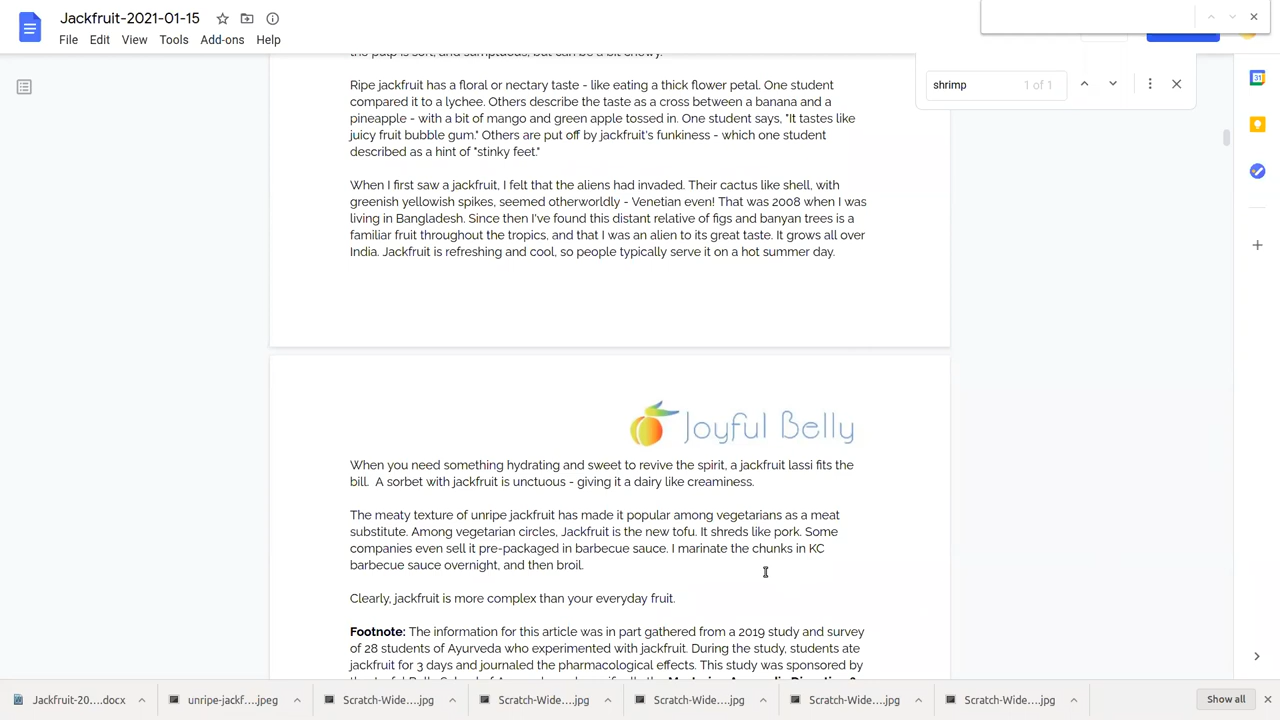 Jackfruit-2021-01-15
File Edit View Tools Add-ons Help
shrimp 1 of 1
Ripe jackfruit has a floral or nectary taste - like eating a thick flower petal. One student
compared it to a lychee. Others describe the taste as a cross between a banana and a
pineapple - with a bit of mango and green apple tossed in. One student says, "It tastes like
juicy fruit bubble gum." Others are put off by jackfruit's funkiness - which one student
described as a hint of "stinky feet."
When I first saw a jackfruit, I felt that the aliens had invaded. Their cactus like shell, with
greenish yellowish spikes, seemed otherworldly - Venetian even! That was 2008 when I was
living in Bangladesh. Since then I've found this distant relative of figs and banyan trees is a
familiar fruit throughout the tropics, and that I was an alien to its great taste. It grows all over
India. Jackfruit is refreshing and cool, so people typically serve it on a hot summer day.
Joyful Belly
When you need something hydrating and sweet to revive the spirit, a jackfruit lassi fits the
bill. A sorbet with jackfruit is unctuous - giving it a dairy like creaminess.
The meaty texture of unripe jackfruit has made it popular among vegetarians as a meat
substitute. Among vegetarian circles, Jackfruit is the new tofu. It shreds like pork. Some
companies even sell it pre-packaged in barbecue sauce. I marinate the chunks in KC
barbecue sauce overnight, and then broil.
Clearly, jackfruit is more complex than your everyday fruit.
Footnote: The information for this article was in part gathered from a 2019 study and survey
of 28 students of Ayurveda who experimented with jackfruit. During the study, students ate
jackfruit for 3 days and journaled the pharmacological effects. This study was sponsored by
31
Jackfruit-20....docx unripe-jackf....jpeg Scratch-Wide....jpg Scratch-Wide....jpg Scratch-Wide....jpg Scratch-Wide....jpg Scratch-Wide....jpg Show all